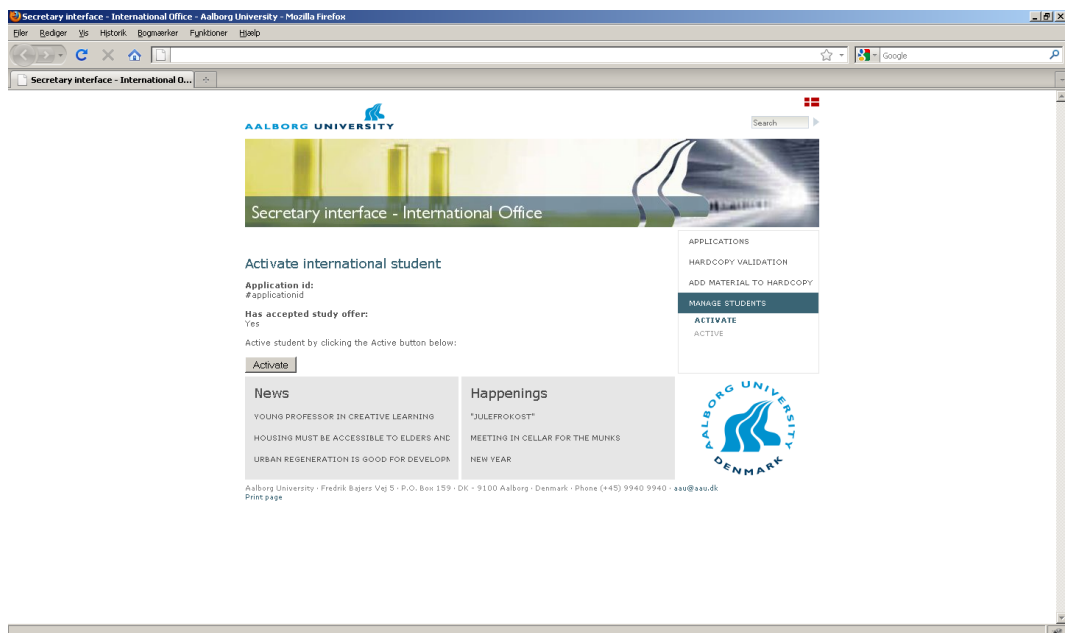 Secretary interface - International Office - Aalborg University - Mozilla Firefox
Filer Rediger Vis Historik Bogmærker Funktioner Hjælp
Google
Secretary interface - International O...
AALBORG UNIVERSITY
Search
Secretary interface - International Office
APPLICATIONS
HARDCOPY VALIDATION
ADD MATERIAL TO HARDCOPY
MANAGE STUDENTS
ACTIVATE
ACTIVE
Activate international student
Application id:
#applicationid
Has accepted study offer:
Yes
Active student by clicking the Active button below:
Activate
News
YOUNG PROFESSOR IN CREATIVE LEARNING
HOUSING MUST BE ACCESSIBLE TO ELDERS AND
URBAN REGENERATION IS GOOD FOR DEVELOPM
Happenings
"JULEFROKOST"
MEETING IN CELLAR FOR THE MUNKS
NEW YEAR
AALBORG UNIVERSITY
DENMARK
Aalborg University · Fredrik Bajers Vej 5 · P.O. Box 159 · DK - 9100 Aalborg · Denmark · Phone (+45) 9940 9940 · aau@aau.dk
Print page